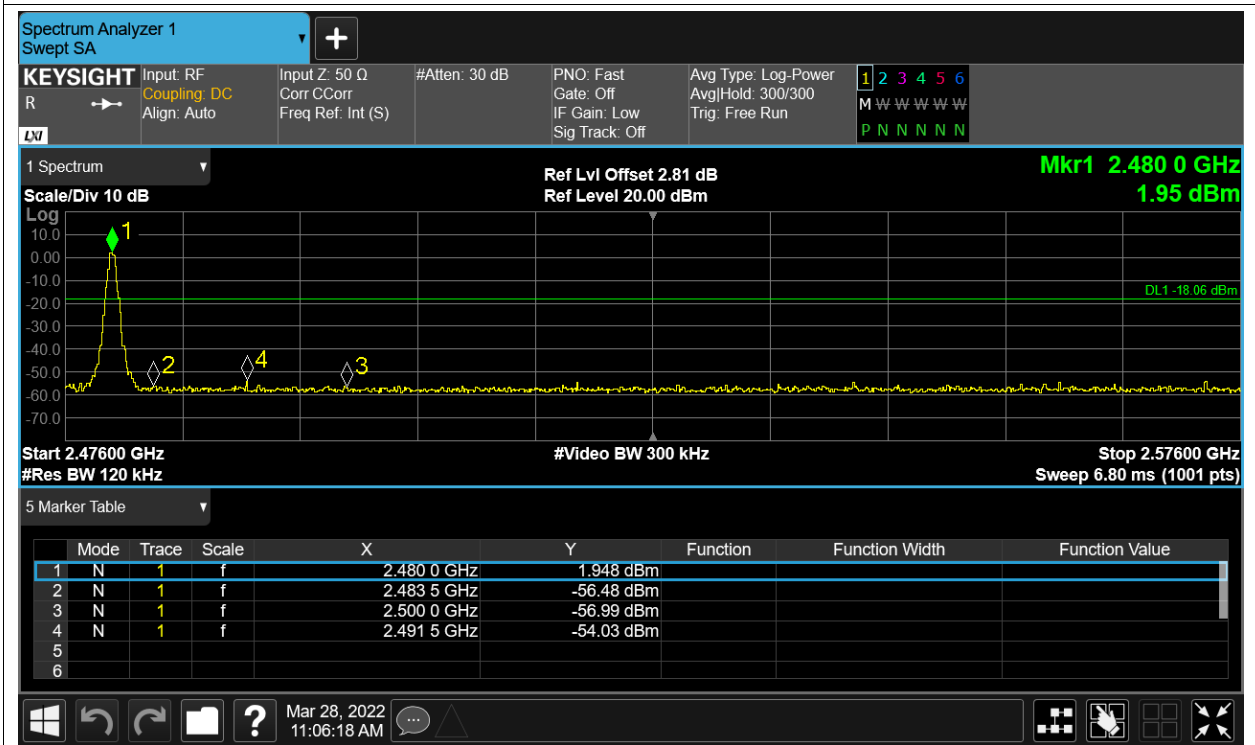 Spectrum Analyzer 1
Swept SA
KEYSIGHT
R
LXI
Input: RF
Coupling: DC
Align: Auto
Input Z: 50 Ω
Corr CCorr
Freq Ref: Int (S)
#Atten: 30 dB
PNO: Fast
Gate: Off
IF Gain: Low
Sig Track: Off
Avg Type: Log-Power
Avg|Hold: 300/300
Trig: Free Run
1 2 3 4 5 6
M W W W W W
P N N N N N
1 Spectrum
Scale/Div 10 dB
Ref Lvl Offset 2.81 dB
Ref Level 20.00 dBm
Mkr1 2.480 0 GHz
1.95 dBm
Log
10.0
0.00
-10.0
-20.0
-30.0
-40.0
-50.0
-60.0
-70.0
1
2
4
3
DL1 -18.06 dBm
Start 2.47600 GHz
#Res BW 120 kHz
#Video BW 300 kHz
Stop 2.57600 GHz
Sweep 6.80 ms (1001 pts)
5 Marker Table
Mode Trace Scale X Y Function Function Width Function Value
1 N 1 f 2.480 0 GHz 1.948 dBm
2 N 1 f 2.483 5 GHz -56.48 dBm
3 N 1 f 2.500 0 GHz -56.99 dBm
4 N 1 f 2.491 5 GHz -54.03 dBm
5
6
?
Mar 28, 2022
11:06:18 AM